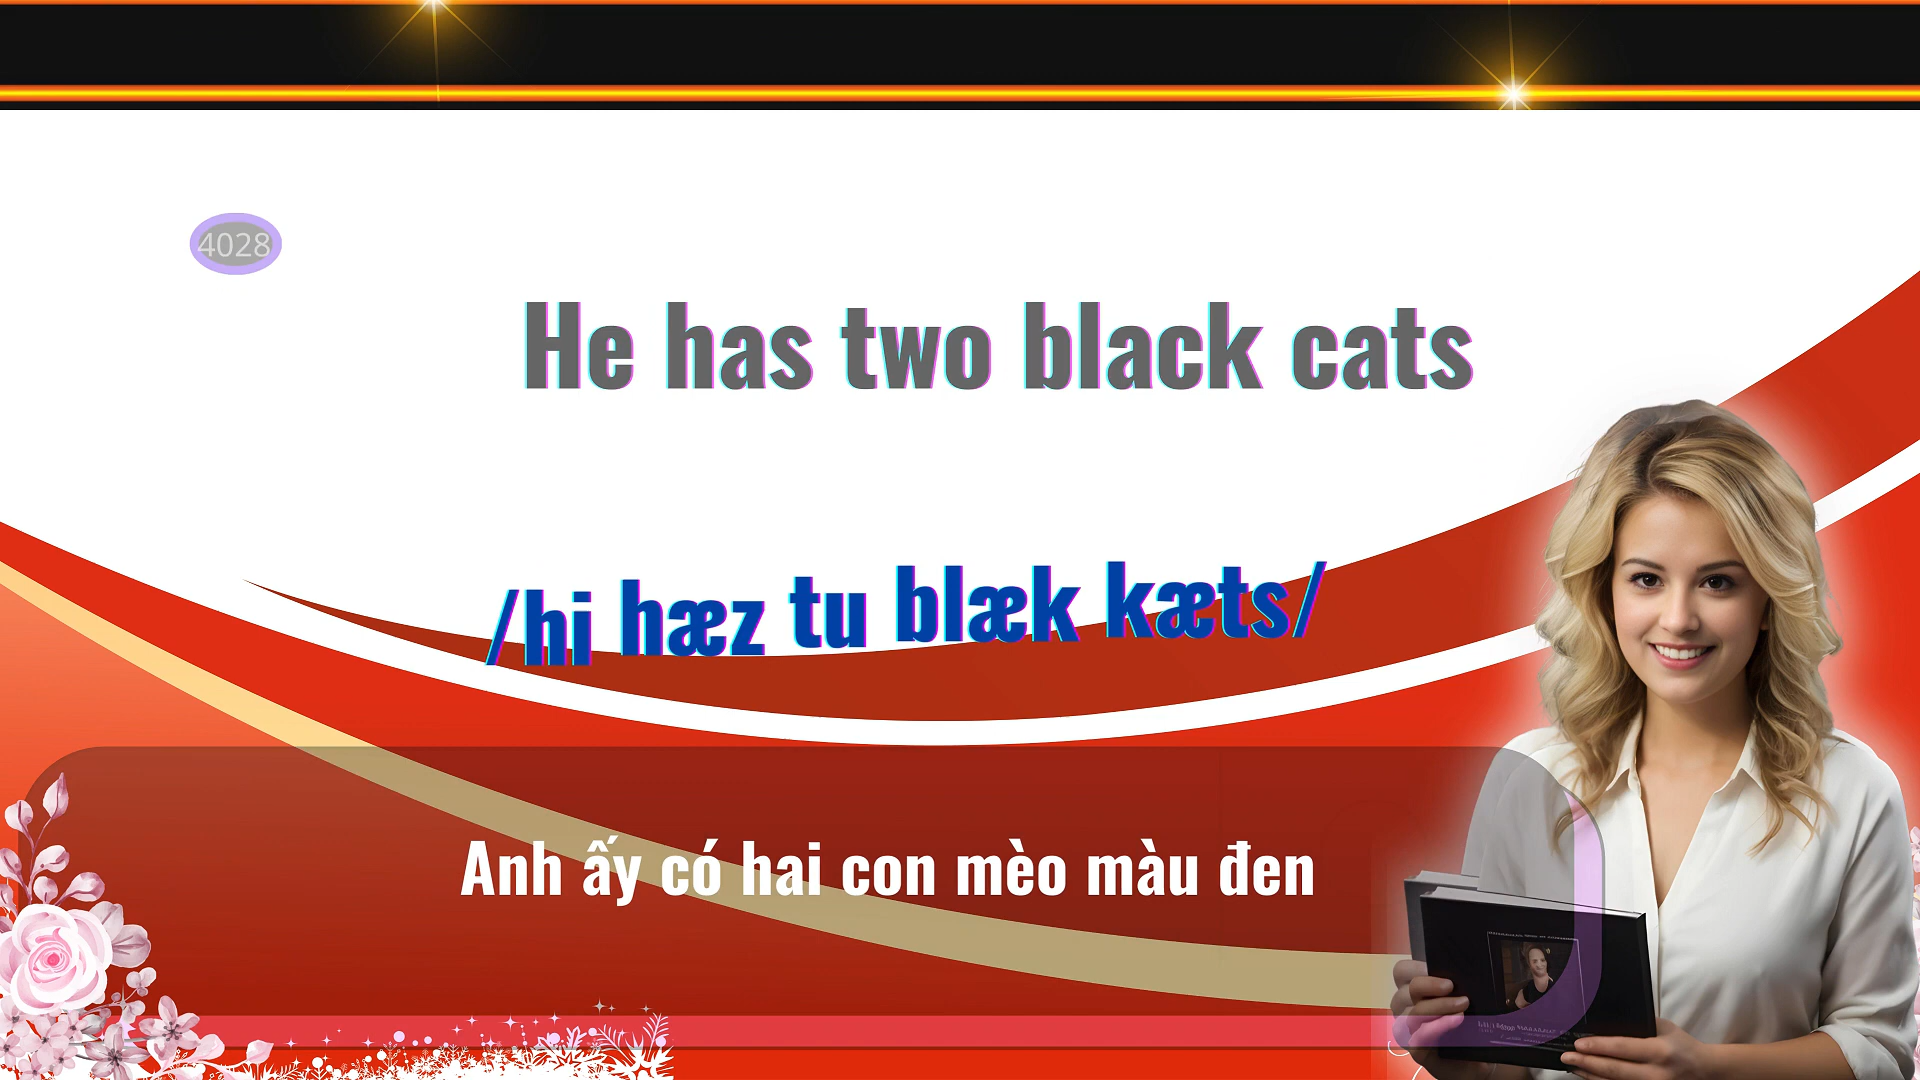 4028
He has two black cats
/hi hæz tu blæk kæts/
Anh ấy có hai con mèo màu đen